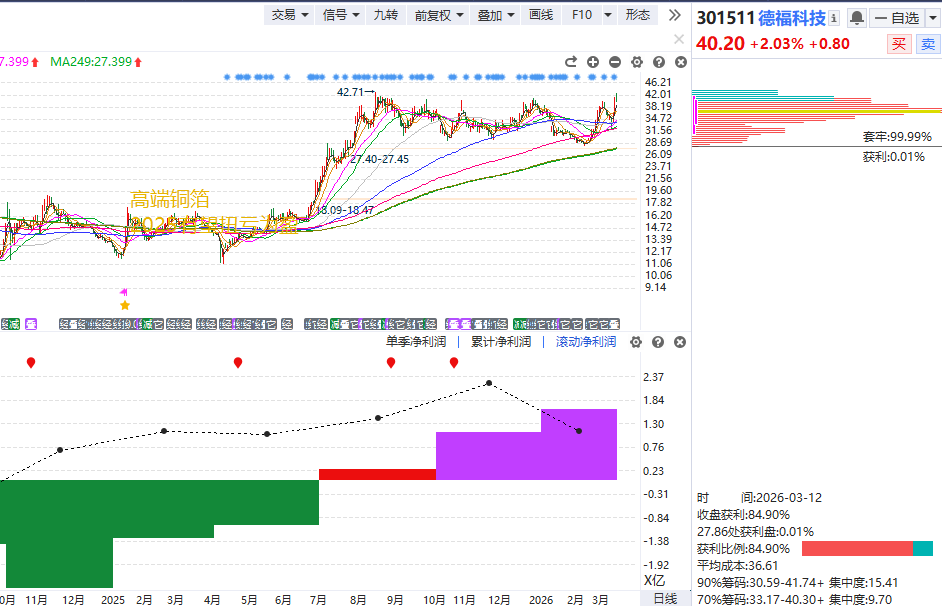 交易 信号 九转 前复权 叠加 画线 F10 形态
301511 德福科技 自选
40.20 +2.03% +0.80 买 卖
7.399 MA249:27.399
46.21
42.01
38.19
34.72
31.56
28.69
26.09
23.71
21.56
19.60
17.82
16.20
14.72
13.39
12.17
11.06
10.06
9.14
42.71
27.40-27.45
高端铜箔
套牢:99.99%
获利:0.01%
单季净利润 | 累计净利润 | 滚动净利润
2.37
1.84
1.30
0.76
0.23
-0.31
-0.84
-1.38
-1.92
X亿
0月 11月 12月 2025 2月 3月 4月 5月 6月 7月 8月 9月 10月 11月 12月 2026 2月 3月 日线
时 间:2026-03-12
收盘获利:84.90%
27.86处获利盘:0.01%
获利比例:84.90%
平均成本:36.61
90%筹码:30.59-41.74+ 集中度:15.41
70%筹码:33.17-40.30+ 集中度:9.70